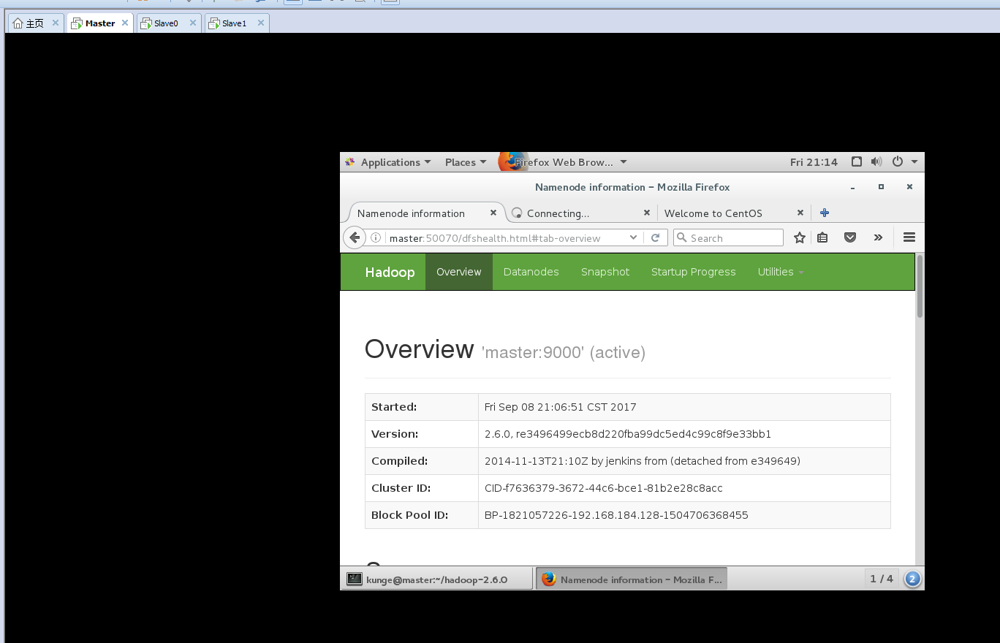 主页 Master Slave0 Slave1
Applications Places Firefox Web Brow... Fri 21:14
Namenode information - Mozilla Firefox
Namenode information Connecting... Welcome to CentOS
master:50070/dfshealth.html#tab-overview Search
Hadoop Overview Datanodes Snapshot Startup Progress Utilities
Overview 'master:9000' (active)
Started: Fri Sep 08 21:06:51 CST 2017
Version: 2.6.0, re3496499ecb8d220fba99dc5ed4c99c8f9e33bb1
Compiled: 2014-11-13T21:10Z by jenkins from (detached from e349649)
Cluster ID: CID-f7636379-3672-44c6-bce1-81b2e28c8acc
Block Pool ID: BP-1821057226-192.168.184.128-1504706368455
kunge@master:~/hadoop-2.6.0 Namenode information - Mozilla F... 1 / 4 2